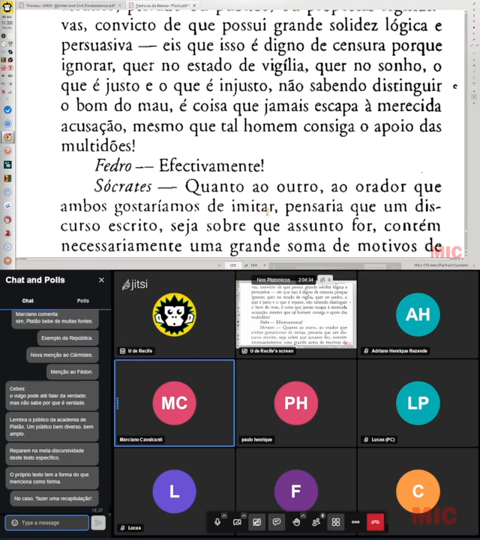 vas, convicto de que possui grande solidez lógica e
persuasiva — eis que isso é digno de censura porque
ignorar, quer no estado de vigília, quer no sonho, o
que é justo e o que é injusto, não sabendo distinguir
o bom do mau, é coisa que jamais escapa à merecida
acusação, mesmo que tal homem consiga o apoio das
multidões!
Fedro — Efectivamente!
Sócrates — Quanto ao outro, ao orador que
ambos gostaríamos de imitar, pensaria que um dis-
curso escrito, seja sobre que assunto for, contém
necessariamente uma grande soma de motivos de
e
MIC
Chat and Polls
Chat
Polls
Marciano comenta:
sim, Platão bebe de muitas fontes.
Exemplo da República.
Nova menção ao Cármides.
Menção ao Fédon.
Cebes:
o vulgo pode até falar da verdade;
mas não sabe por que é verdade.
Lembra o público da academia de
Platão. Um público bem diverso, bem
amplo.
Reparem na meta-discursividade
deste texto específico.
O próprio texto tem a forma do que
menciona como forma.
No caso, "fazer uma recapitulação".
Type a message
jitsi
Nos Platônicos
2:04:34
U de Recife
U de Recife's screen
AH
Adriano Henrique Rezende
MC
Marciano Cavalcanti
PH
paulo henrique
LP
Lucas (PC)
L
Lucas
F
C
MIC